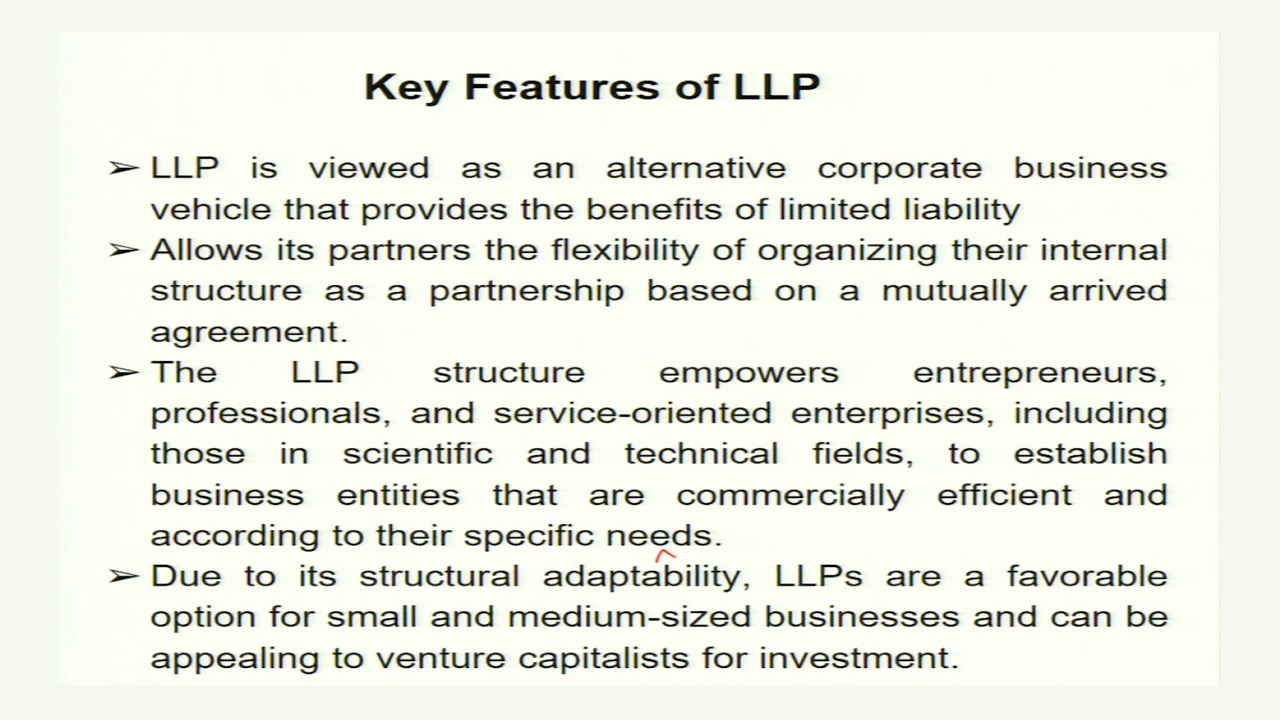 Key Features of LLP
➢ LLP is viewed as an alternative corporate business
vehicle that provides the benefits of limited liability
➢ Allows its partners the flexibility of organizing their internal
structure as a partnership based on a mutually arrived
agreement.
➢ The LLP structure empowers entrepreneurs,
professionals, and service-oriented enterprises, including
those in scientific and technical fields, to establish
business entities that are commercially efficient and
according to their specific needs.
➢ Due to its structural adaptability, LLPs are a favorable
option for small and medium-sized businesses and can be
appealing to venture capitalists for investment.